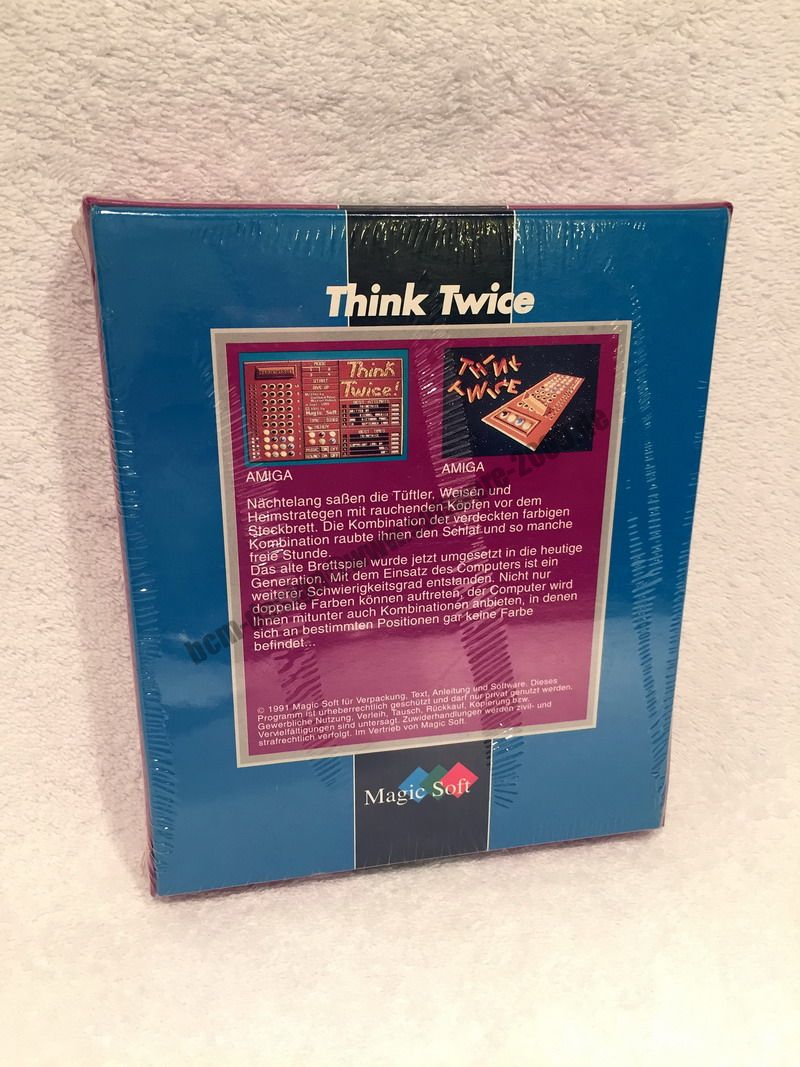 Think Twice
Think
Twice!
THINK
TWICE
AMIGA
AMIGA
Nächtelang saßen die Tüftler, Weisen und
Heimstrategen mit rauchenden Köpfen vor dem
Steckbrett. Die Kombination der verdeckten farbigen
Kombination raubte ihnen den Schlaf und so manche
freie Stunde.
Das alte Brettspiel wurde jetzt umgesetzt in die heutige
Generation. Mit dem Einsatz des Computers ist ein
weiterer Schwierigkeitsgrad entstanden. Nicht nur
doppelte Farben können auftreten, der Computer wird
Ihnen mitunter auch Kombinationen anbieten, in denen
sich an bestimmten Positionen gar keine Farbe
befindet...
© 1991 Magic Soft für Verpackung, Text, Anleitung und Software. Dieses
Programm ist urheberrechtlich geschützt und darf nur privat genutzt werden.
Gewerbliche Nutzung, Verleih, Tausch, Rückkauf, Kopierung bzw.
Vervielfältigungen sind untersagt. Zuwiderhandlungen werden zivil- und
strafrechtlich verfolgt. Im Vertrieb von Magic Soft.
Magic Soft